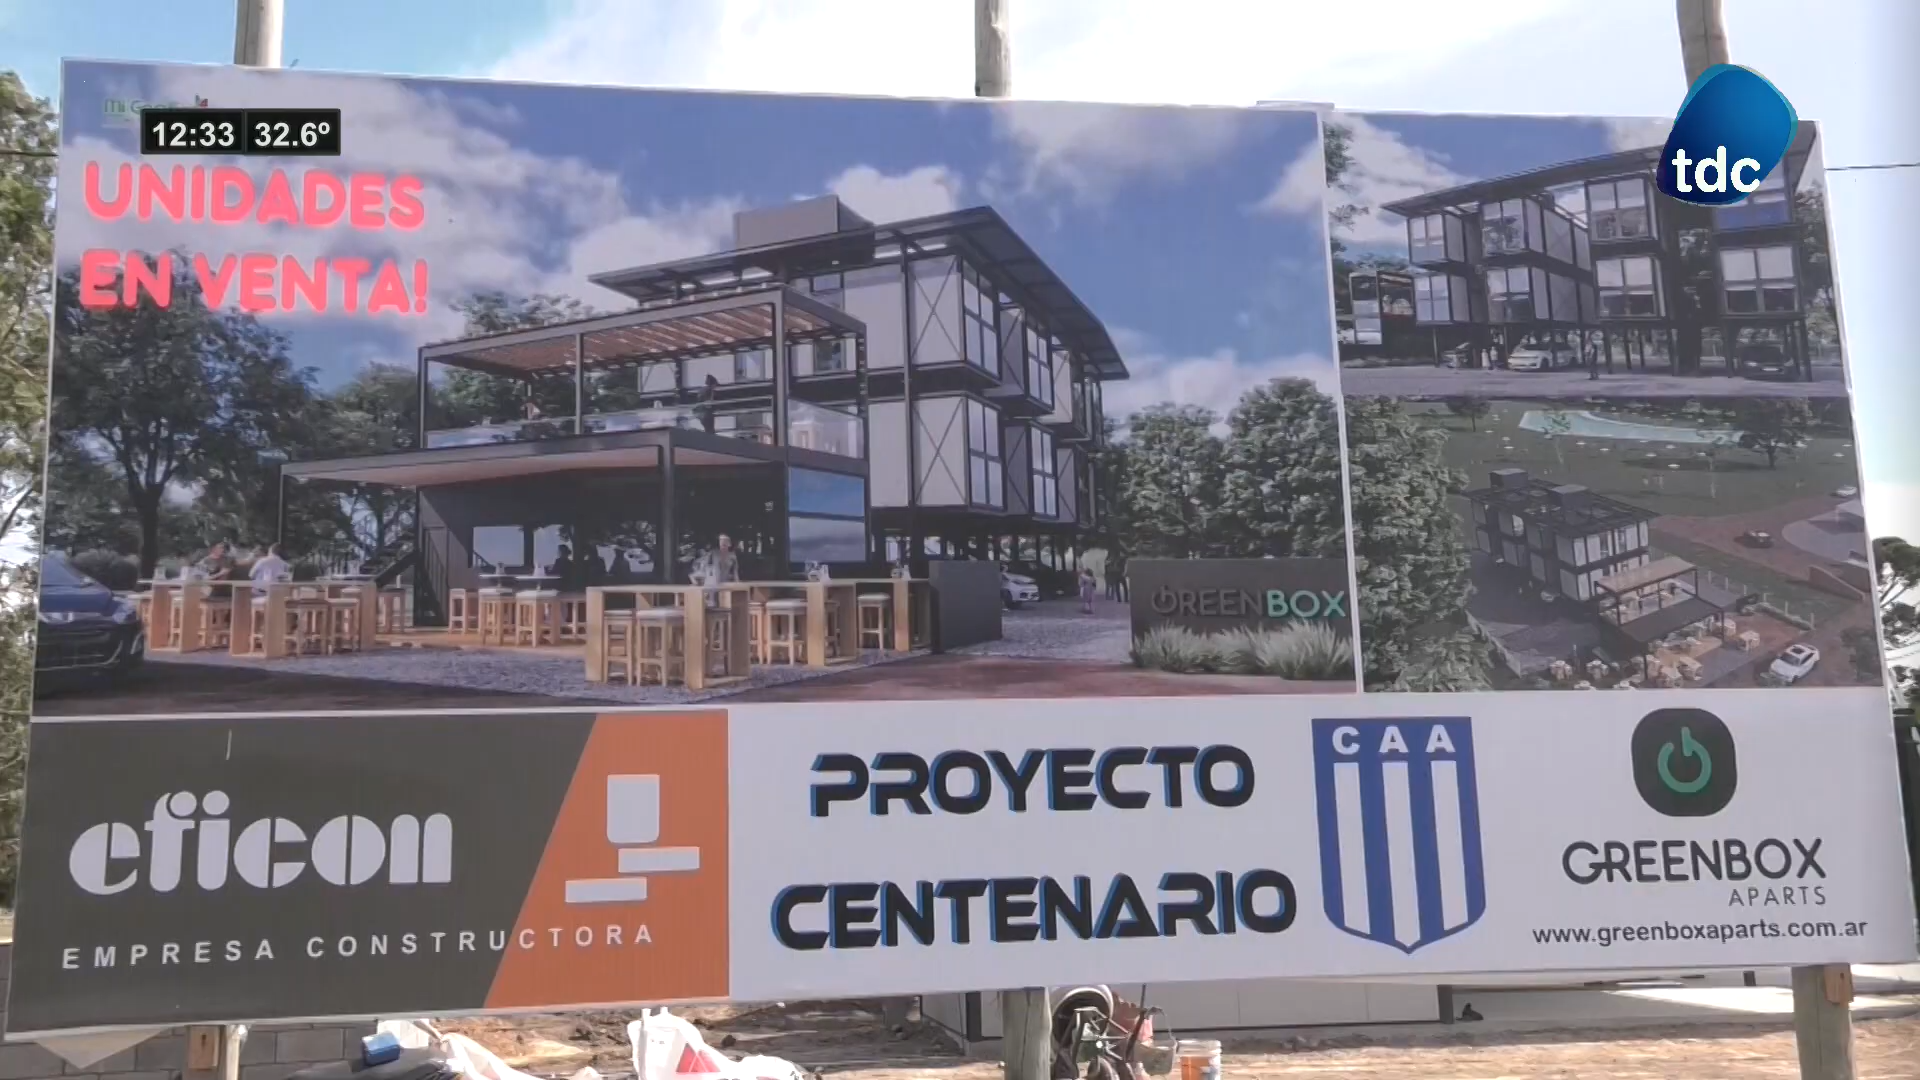 12:33 32.6º
tdc
UNIDADES
EN VENTA!
GREENBOX
eficon
EMPRESA CONSTRUCTORA
PROYECTO
CENTENARIO
CAA
GREENBOX
APARTS
www.greenboxaparts.com.ar